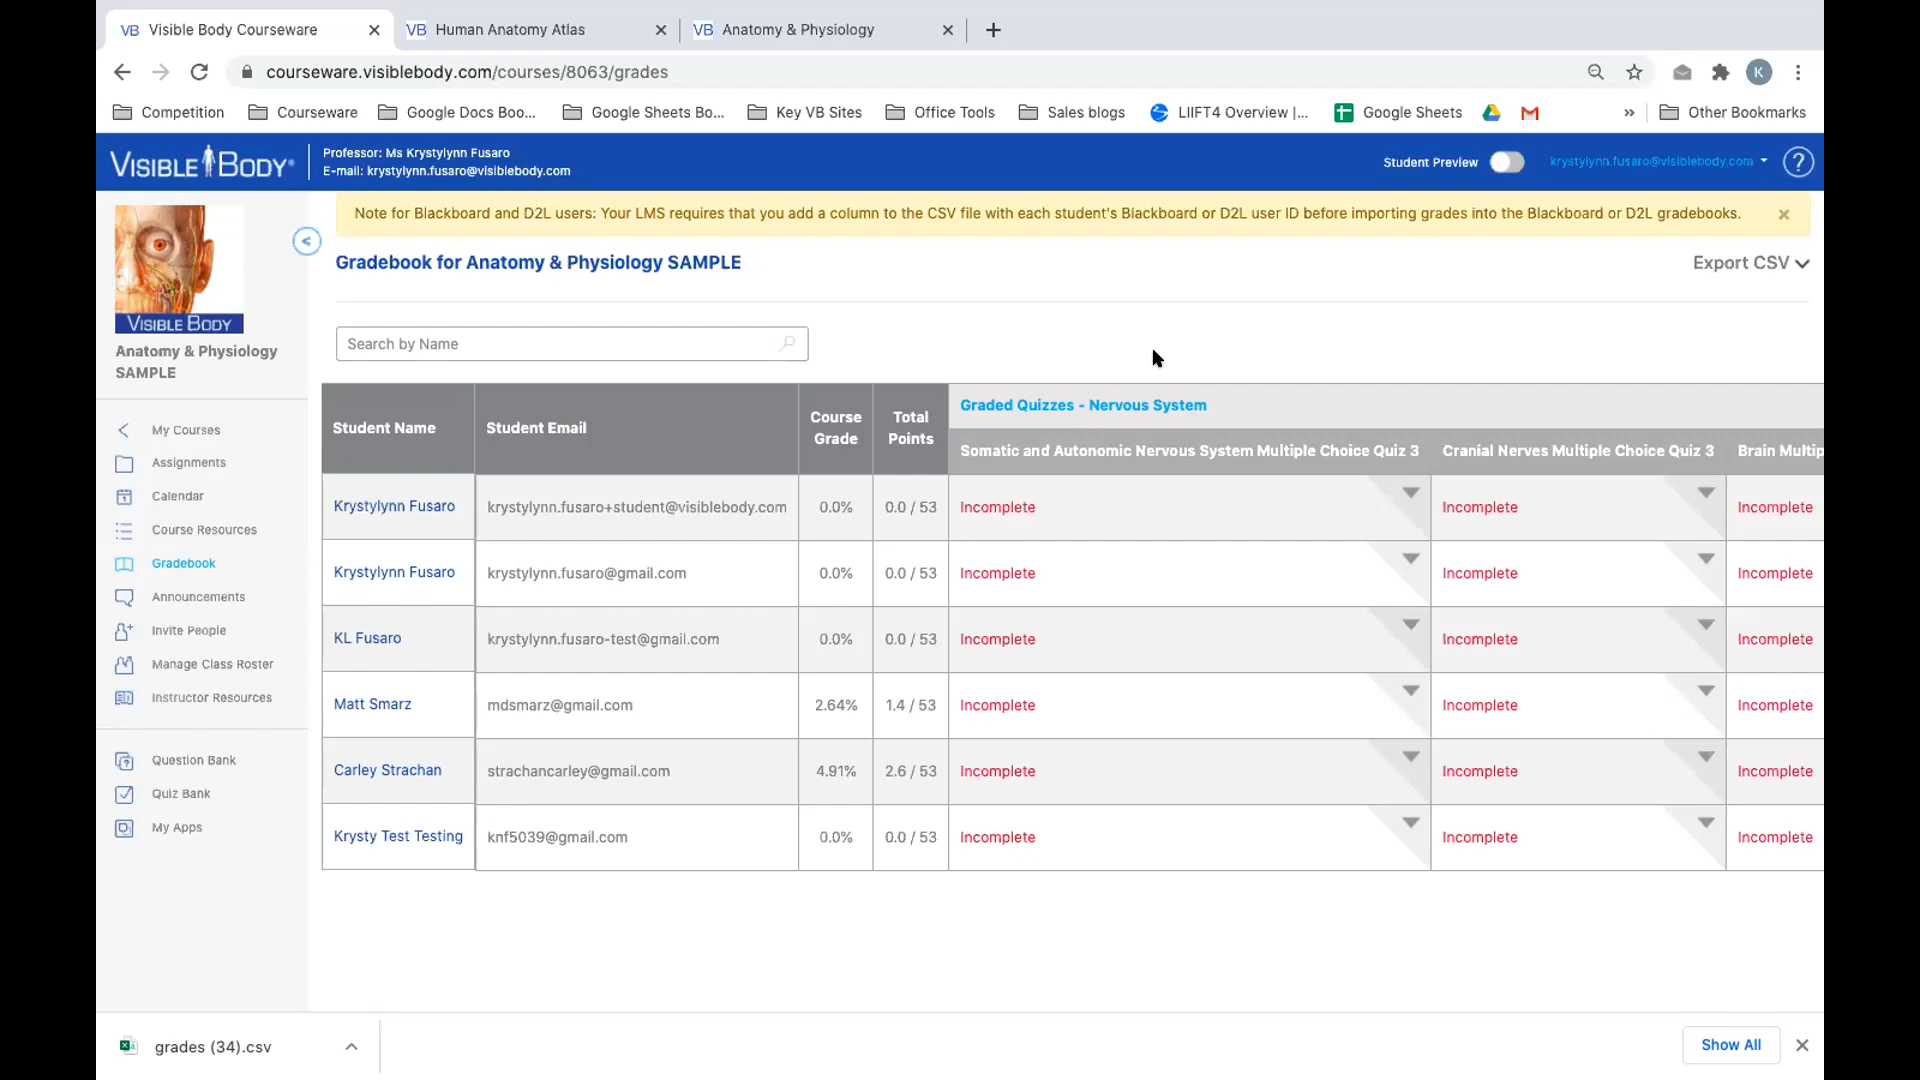 VB Visible Body Courseware
VB Human Anatomy Atlas
VB Anatomy & Physiology
courseware.visiblebody.com/courses/8063/grades
K
Competition
Courseware
Google Docs Boo...
Google Sheets Bo...
Key VB Sites
Office Tools
Sales blogs
LIIFT4 Overview |...
Google Sheets
Other Bookmarks
VISIBLE BODY®
Professor: Ms Krystylynn Fusaro
E-mail: krystylynn.fusaro@visiblebody.com
Student Preview
krystylynn.fusaro@visiblebody.com
?
Note for Blackboard and D2L users: Your LMS requires that you add a column to the CSV file with each student's Blackboard or D2L user ID before importing grades into the Blackboard or D2L gradebooks.
VISIBLE BODY
Anatomy & Physiology
SAMPLE
My Courses
Assignments
Calendar
Course Resources
Gradebook
Announcements
Invite People
Manage Class Roster
Instructor Resources
Question Bank
Quiz Bank
My Apps
Gradebook for Anatomy & Physiology SAMPLE
Export CSV
Search by Name
Graded Quizzes - Nervous System
Student Name Student Email Course Grade Total Points Somatic and Autonomic Nervous System Multiple Choice Quiz 3 Cranial Nerves Multiple Choice Quiz 3 Brain Multip
Krystylynn Fusaro krystylynn.fusaro+student@visiblebody.com 0.0% 0.0 / 53 Incomplete Incomplete Incomplete
Krystylynn Fusaro krystylynn.fusaro@gmail.com 0.0% 0.0 / 53 Incomplete Incomplete Incomplete
KL Fusaro krystylynn.fusaro-test@gmail.com 0.0% 0.0 / 53 Incomplete Incomplete Incomplete
Matt Smarz mdsmarz@gmail.com 2.64% 1.4 / 53 Incomplete Incomplete Incomplete
Carley Strachan strachancarley@gmail.com 4.91% 2.6 / 53 Incomplete Incomplete Incomplete
Krysty Test Testing knf5039@gmail.com 0.0% 0.0 / 53 Incomplete Incomplete Incomplete
grades (34).csv
Show All